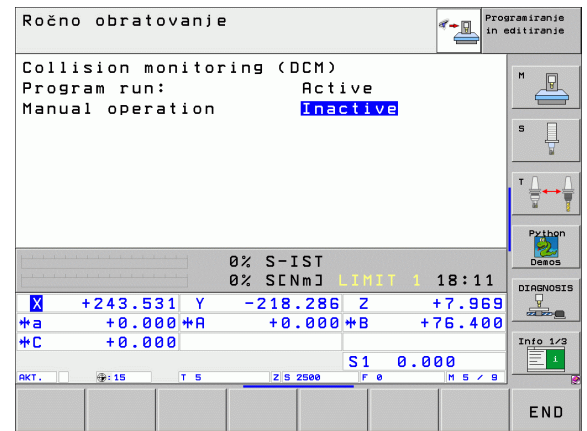 Ročno obratovanje
Programiranje
in editiranje
Collision monitoring (DCM)
Program run: Active
Manual operation Inactive
M
S
T
Python
Demos
DIAGNOSIS
Info 1/3
0% S-IST
0% S[Nm] LIMIT 1 18:11
X +243.531 Y -218.286 Z +7.969
*a +0.000 *A +0.000 *B +76.400
*C +0.000
S1 0.000
AKT. :15 T 5 Z S 2500 F 0 M 5 / 9
END